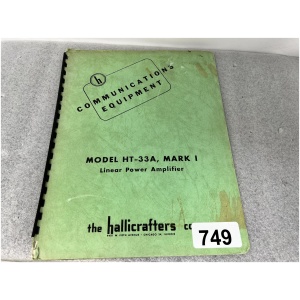 h
COMMUNICATIONS
EQUIPMENT
MODEL HT-33A, MARK I
Linear Power Amplifier
the hallicrafters co
749